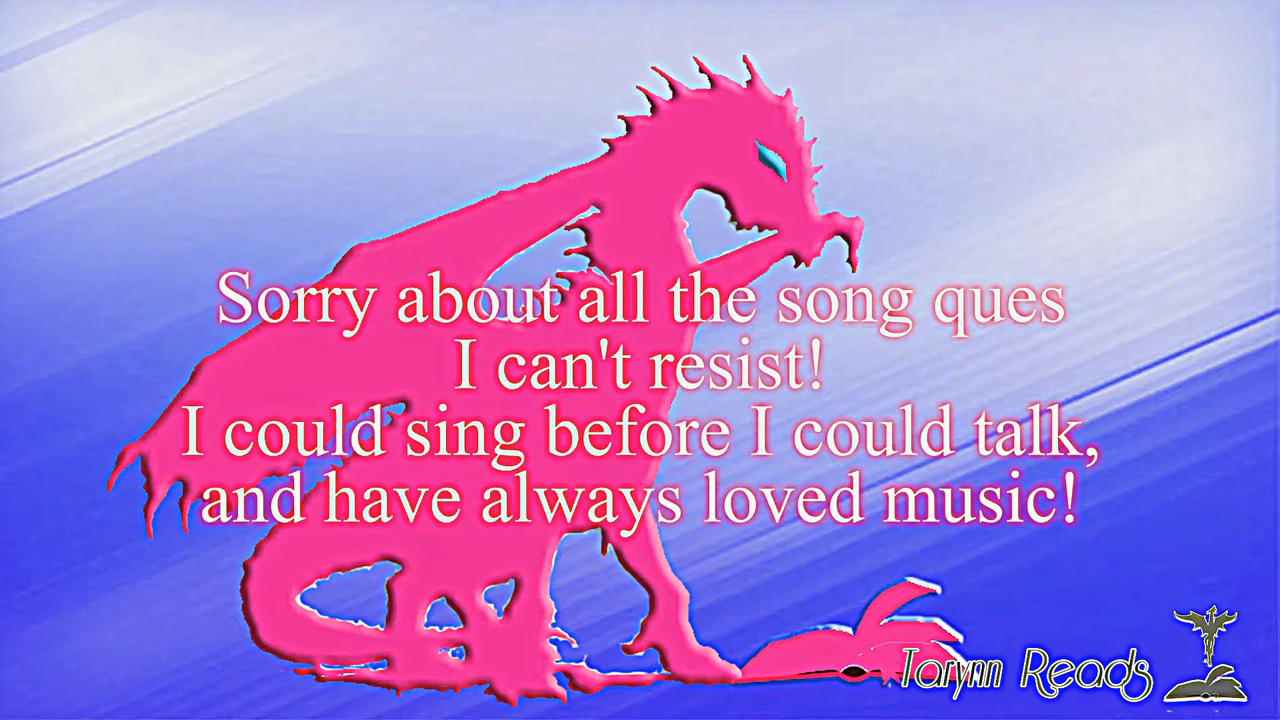 Sorry about all the song ques
I can't resist!
I could sing before I could talk,
and have always loved music!
Tarynn Reads